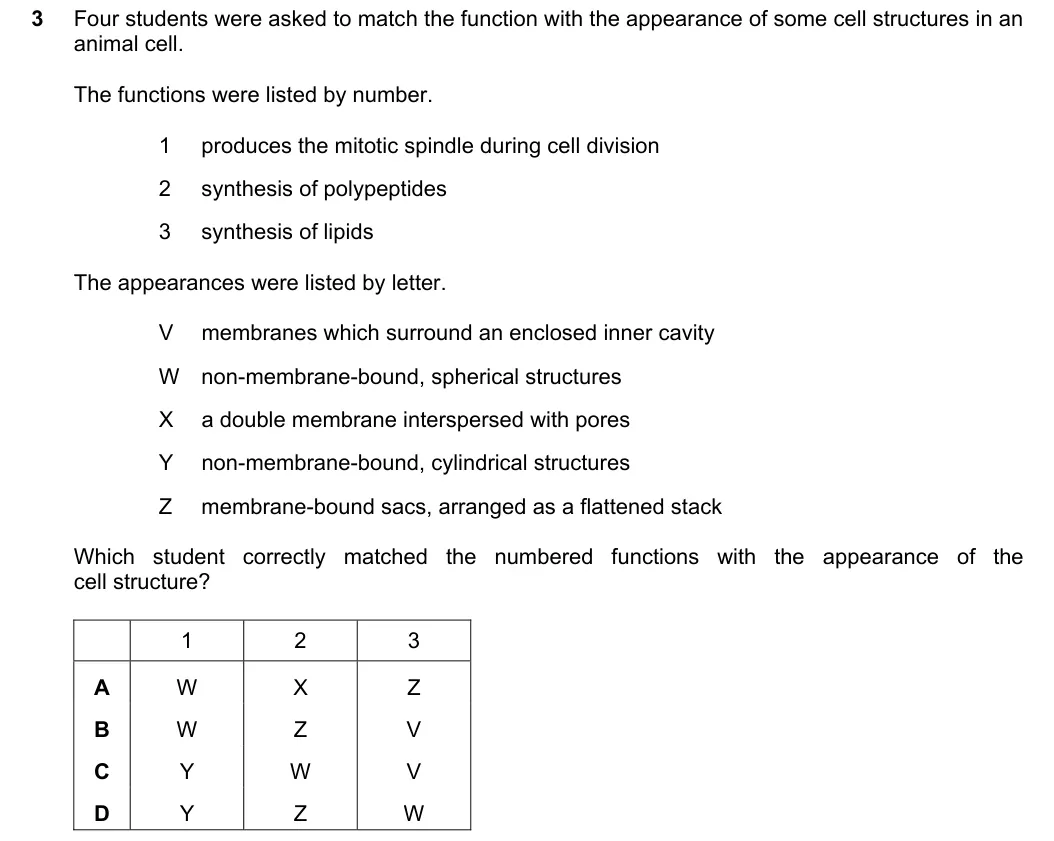 3 Four students were asked to match the function with the appearance of some cell structures in an
animal cell.
The functions were listed by number.
1 produces the mitotic spindle during cell division
2 synthesis of polypeptides
3 synthesis of lipids
The appearances were listed by letter.
V membranes which surround an enclosed inner cavity
W non-membrane-bound, spherical structures
X a double membrane interspersed with pores
Y non-membrane-bound, cylindrical structures
Z membrane-bound sacs, arranged as a flattened stack
Which student correctly matched the numbered functions with the appearance of the
cell structure?
1 2 3
A W X Z
B W Z V
C Y W V
D Y Z W